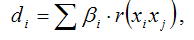 d_i = ∑ β_i · r(x_i x_j),